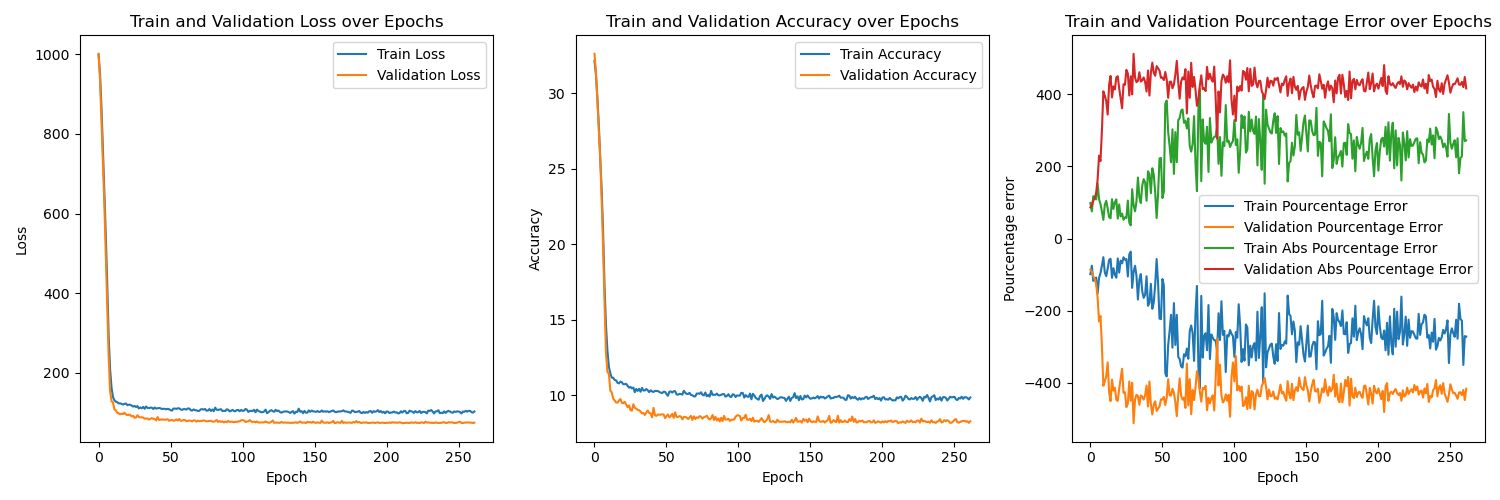 Train and Validation Loss over Epochs
Train Loss
Validation Loss
1000
800
600
400
200
Loss
0
50
100
150
200
250
Epoch
Train and Validation Accuracy over Epochs
Train Accuracy
Validation Accuracy
30
25
20
15
10
Accuracy
0
50
100
150
200
250
Epoch
Train and Validation Pourcentage Error over Epochs
400
200
0
−200
−400
Pourcentage error
Train Pourcentage Error
Validation Pourcentage Error
Train Abs Pourcentage Error
Validation Abs Pourcentage Error
0
50
100
150
200
250
Epoch